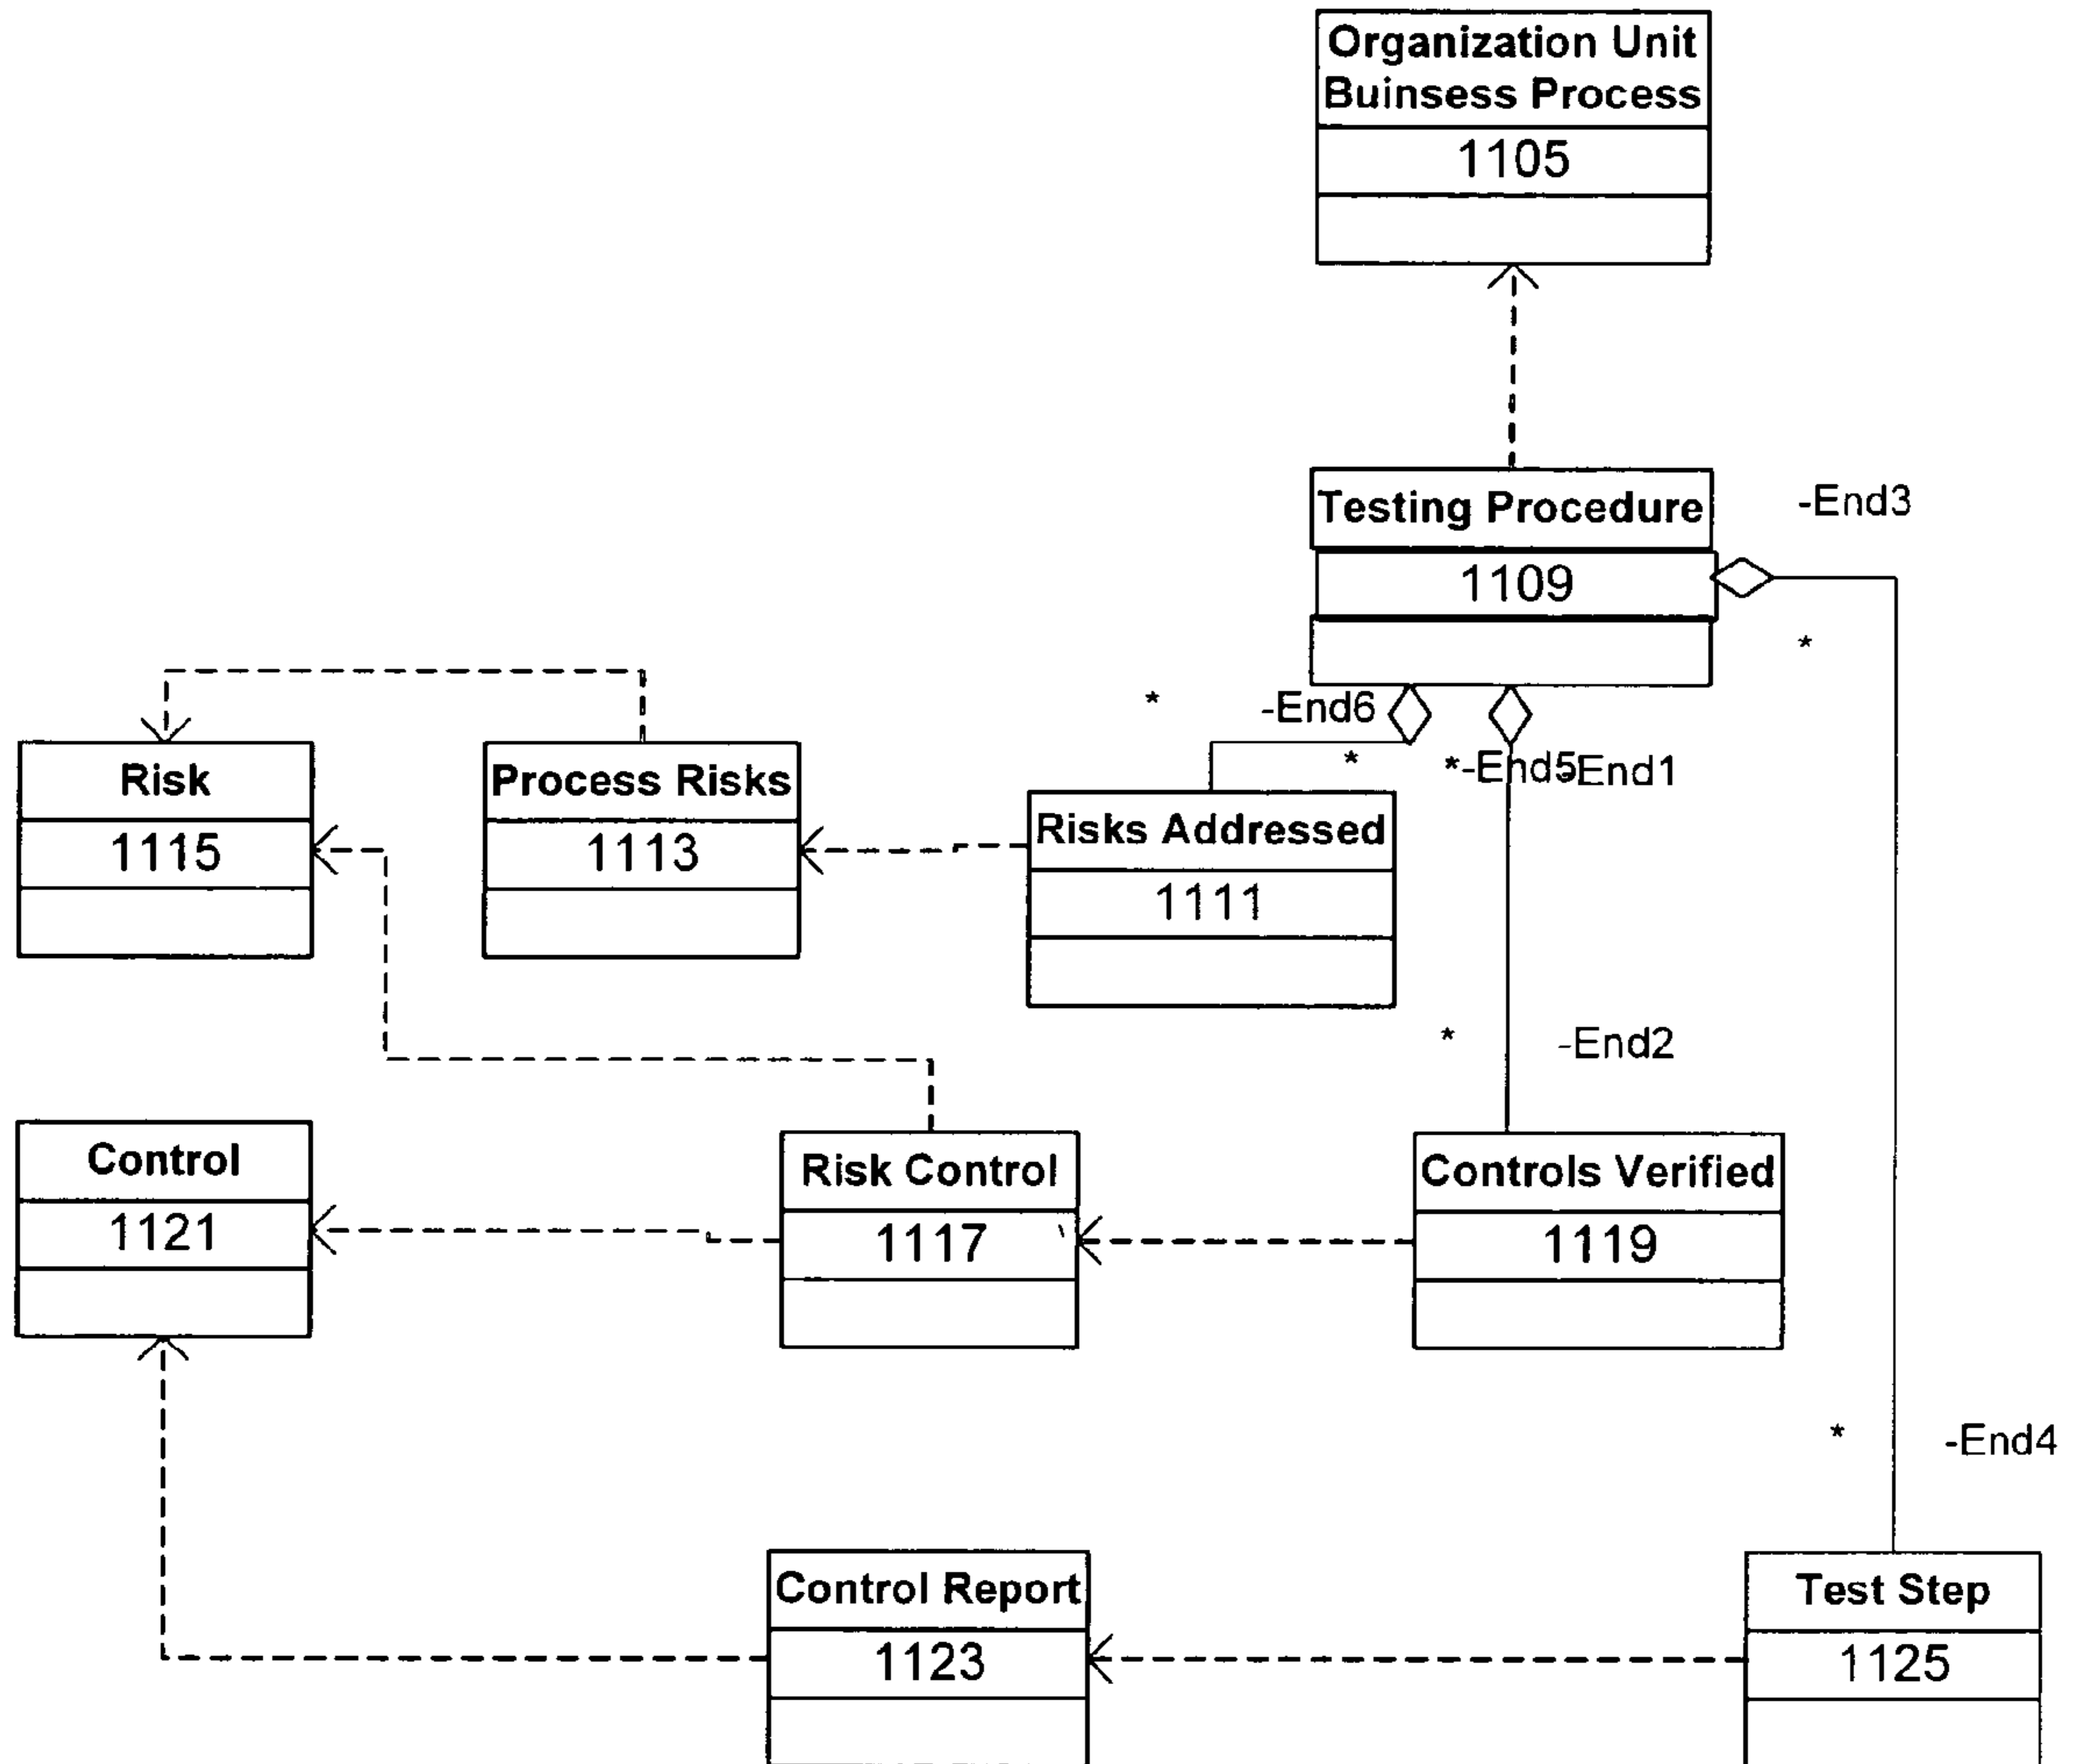 Organization Unit
Buinsess Process
1105
Testing Procedure
1109
-End3
*
*
-End6
*
*-End5
-End1
Risk
1115
Process Risks
1113
Risks Addressed
1111
*
-End2
Control
1121
Risk Control
1117
Controls Verified
1119
*
-End4
Control Report
1123
Test Step
1125